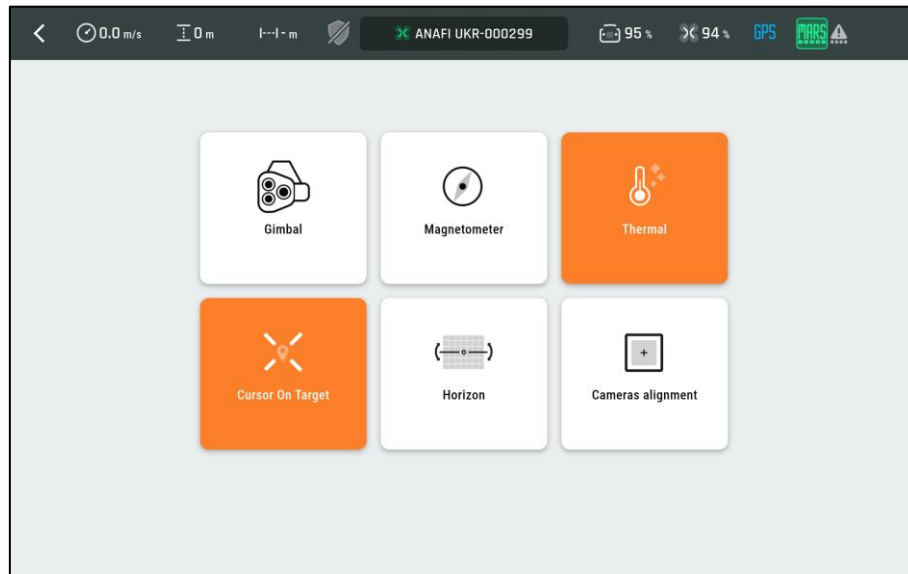 0.0 m/s
0 m
- m
ANAFI UKR-000299
95 %
94 %
GPS
MARS
Gimbal
Magnetometer
Thermal
Cursor On Target
Horizon
Cameras alignment